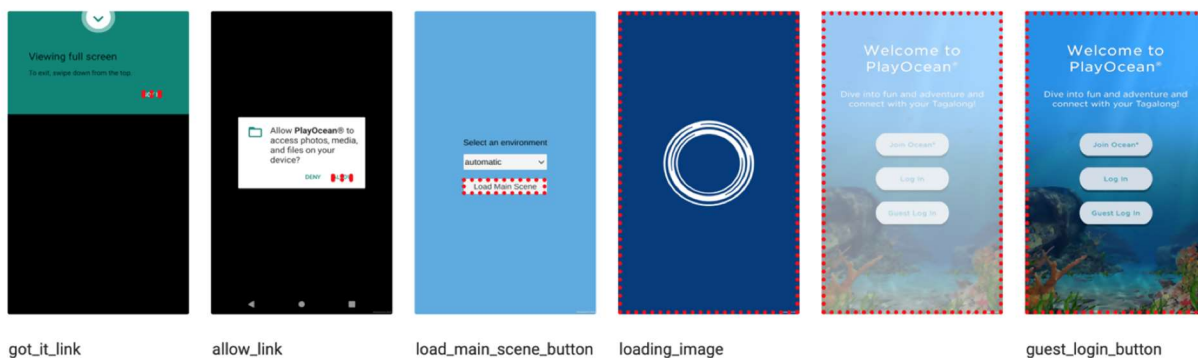 Viewing full screen
To exit, swipe down from the top.
Allow PlayOcean® to
access photos, media,
and files on your
device?
DENY
Select an environment
automatic
Load Main Scene
Welcome to
PlayOcean®
Dive into fun and adventure and
connect with your Tagalong!
Join Ocean®
Log In
Guest Log In
Welcome to
PlayOcean®
Dive into fun and adventure and
connect with your Tagalong!
Join Ocean®
Log In
Guest Log In
got_it_link
allow_link
load_main_scene_button
loading_image
guest_login_button